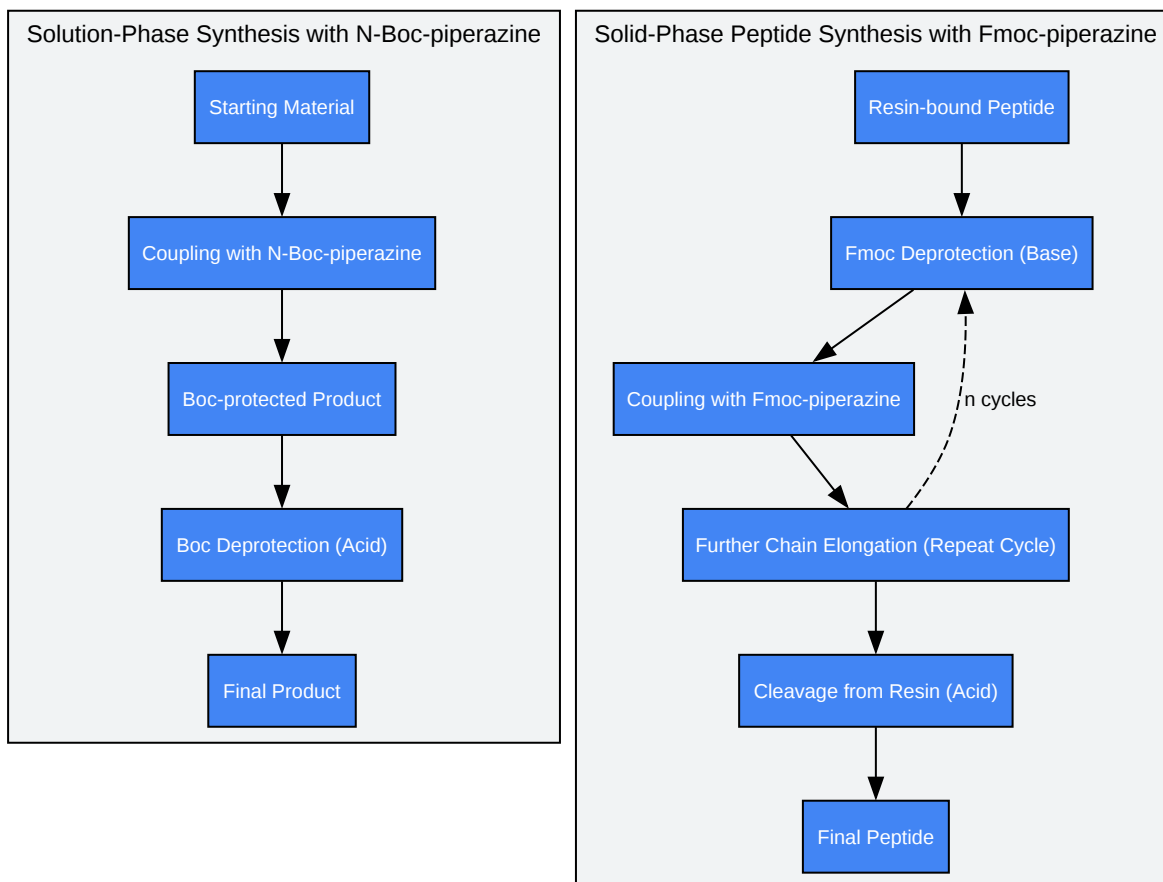 Solution-Phase Synthesis with N-Boc-piperazine
Starting Material
Coupling with N-Boc-piperazine
Boc-protected Product
Boc Deprotection (Acid)
Final Product
Solid-Phase Peptide Synthesis with Fmoc-piperazine
Resin-bound Peptide
Fmoc Deprotection (Base)
Coupling with Fmoc-piperazine
n cycles
Further Chain Elongation (Repeat Cycle)
Cleavage from Resin (Acid)
Final Peptide